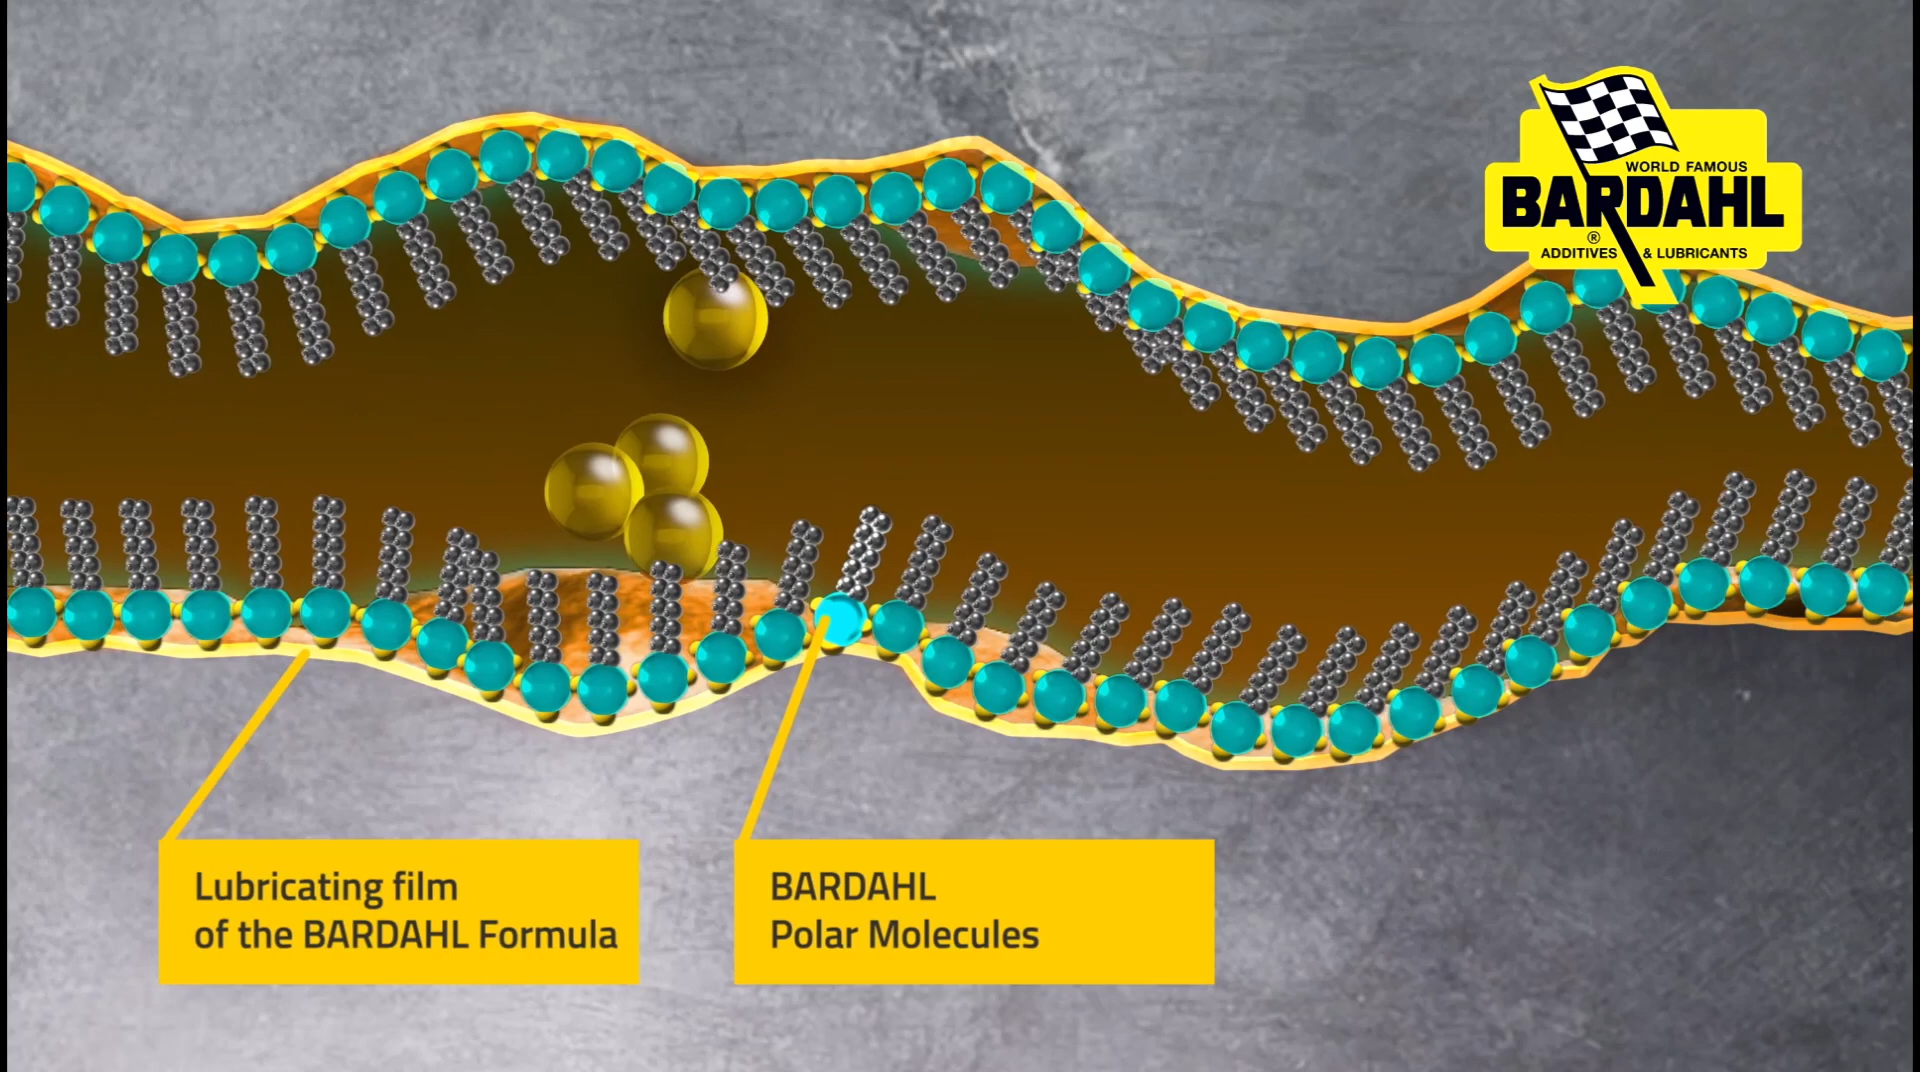 WORLD FAMOUS
BARDAHL
®
ADDITIVES & LUBRICANTS
Lubricating film
of the BARDAHL Formula
BARDAHL
Polar Molecules